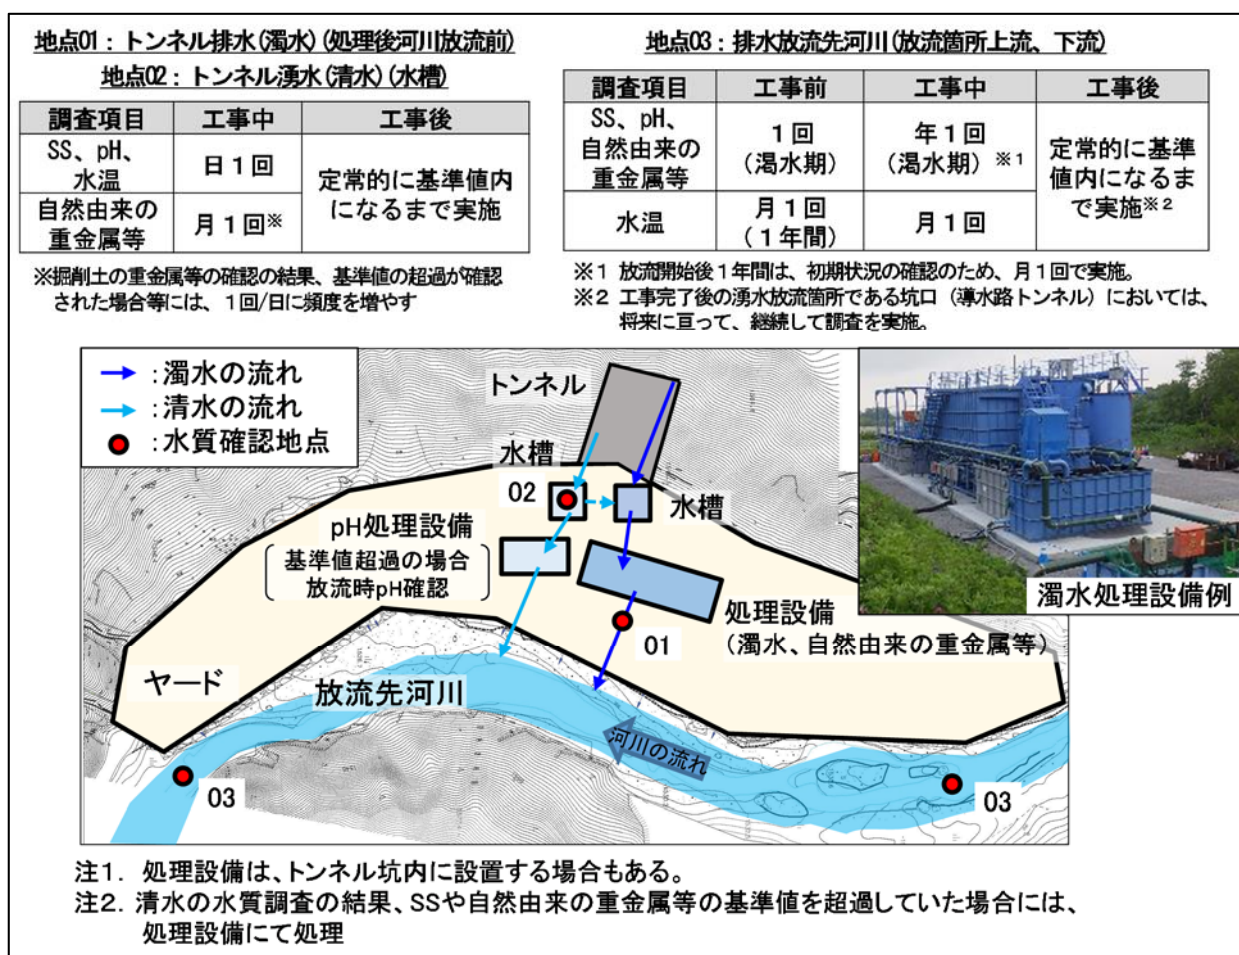 地点01：トンネル排水(濁水)(処理後河川放流前)
地点02：トンネル湧水(清水)(水槽)
調査項目 工事中 工事後
SS、pH、
水温
日1回
定常的に基準値内
になるまで実施
自然由来の
重金属等
月1回※
※掘削土の重金属等の確認の結果、基準値の超過が確認
された場合等には、1回/日に頻度を増やす
地点03：排水放流先河川(放流箇所上流、下流)
調査項目 工事前 工事中 工事後
SS、pH、
自然由来の
重金属等
1回
(渇水期)
年1回
(渇水期)※1
定常的に基準
値内になるま
で実施※2
水温
月1回
(1年間)
月1回
※1 放流開始後1年間は、初期状況の確認のため、月1回で実施。
※2 工事完了後の湧水放流箇所である坑口（導水路トンネル）においては、
将来に亘って、継続して調査を実施。
：濁水の流れ
：清水の流れ
：水質確認地点
トンネル
水槽
02
水槽
pH処理設備
基準値超過の場合
放流時pH確認
処理設備
(濁水、自然由来の重金属等)
01
濁水処理設備例
ヤード
放流先河川
河川の流れ
03
03
注1. 処理設備は、トンネル坑内に設置する場合もある。
注2. 清水の水質調査の結果、SSや自然由来の重金属等の基準値を超過していた場合には、
処理設備にて処理